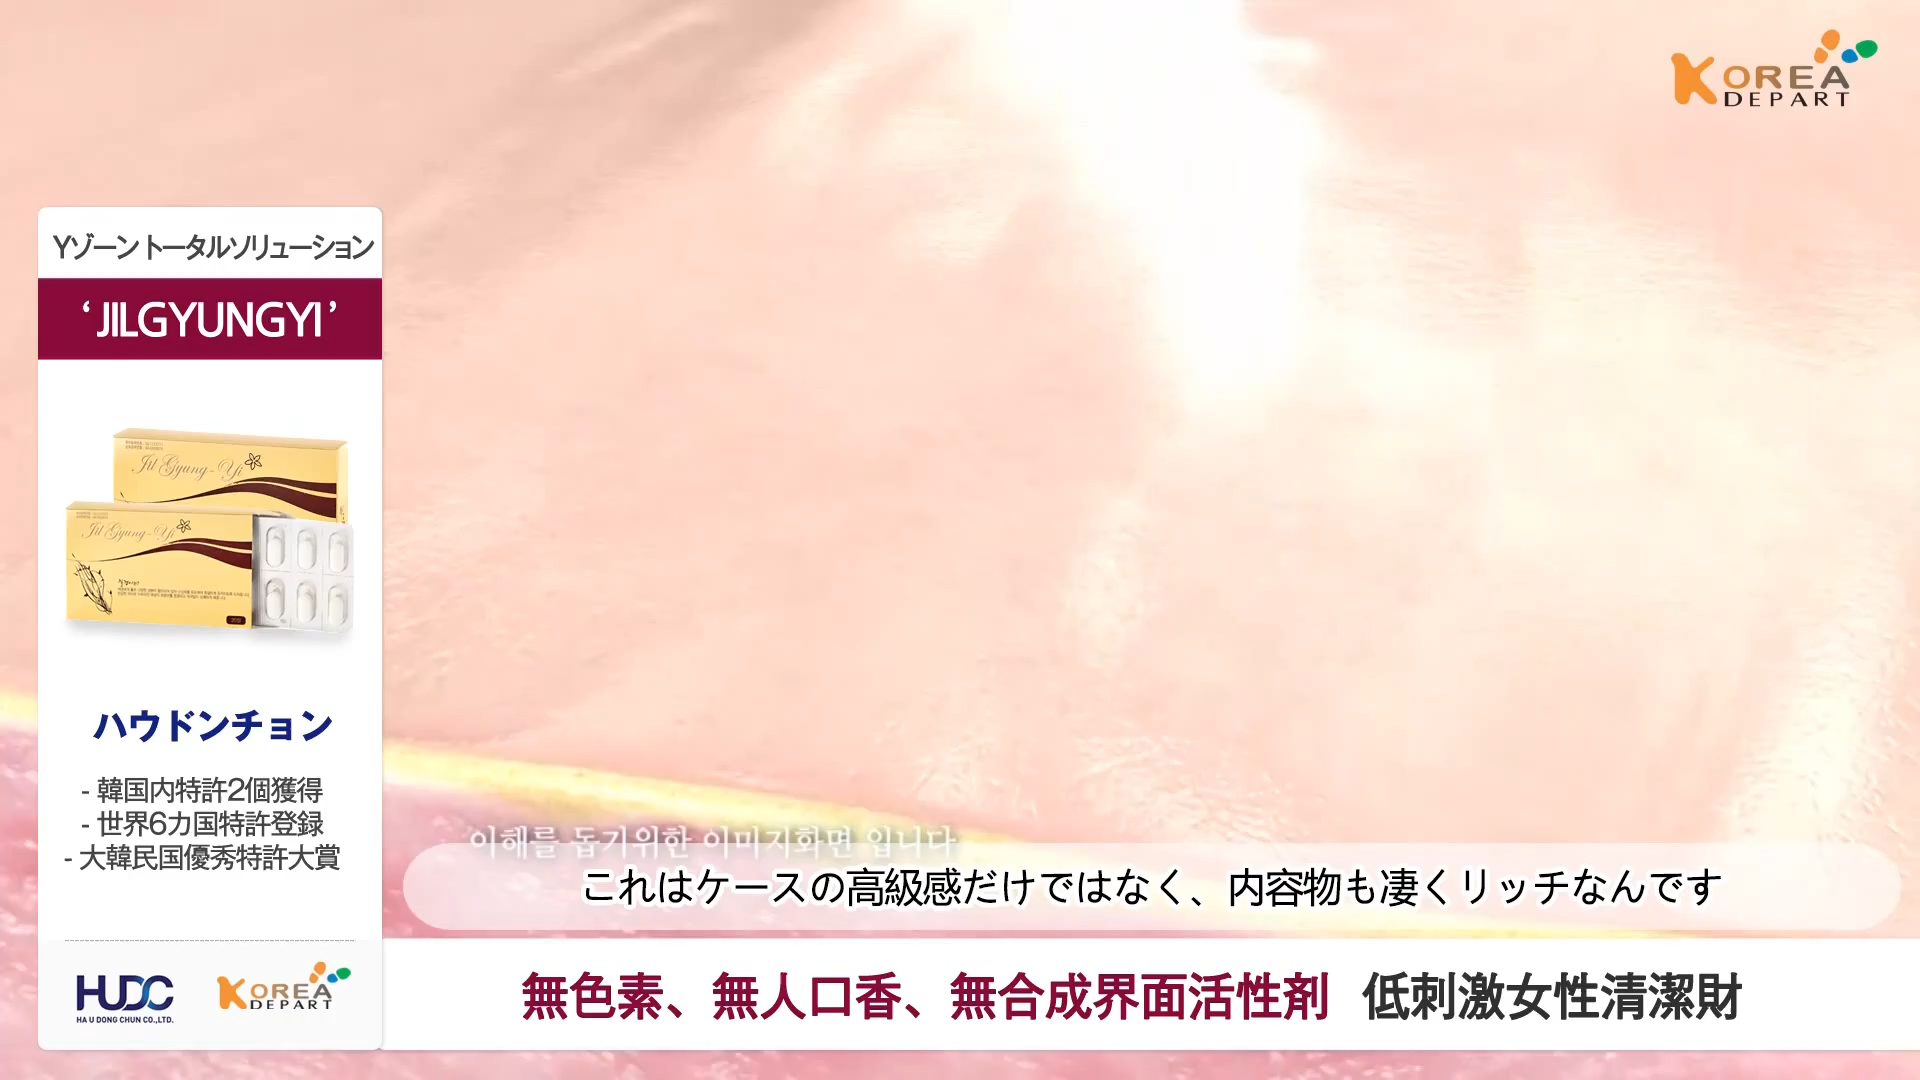 KOREA
DEPART
Yゾーントータルソリューション
‘JILGYUNGYI’
Jil Gyung-Yi
Jil Gyung-Yi
ハウドンチョン
- 韓国内特許2個獲得
- 世界6カ国特許登録
- 大韓民国優秀特許大賞
이해를 돕기위한 이미지화면 입니다
これはケースの高級感だけではなく、内容物も凄くリッチなんです
無色素、無人口香、無合成界面活性剤 低刺激女性清潔財
HUDC
HA U DONG CHUN CO.,LTD.
KOREA
DEPART